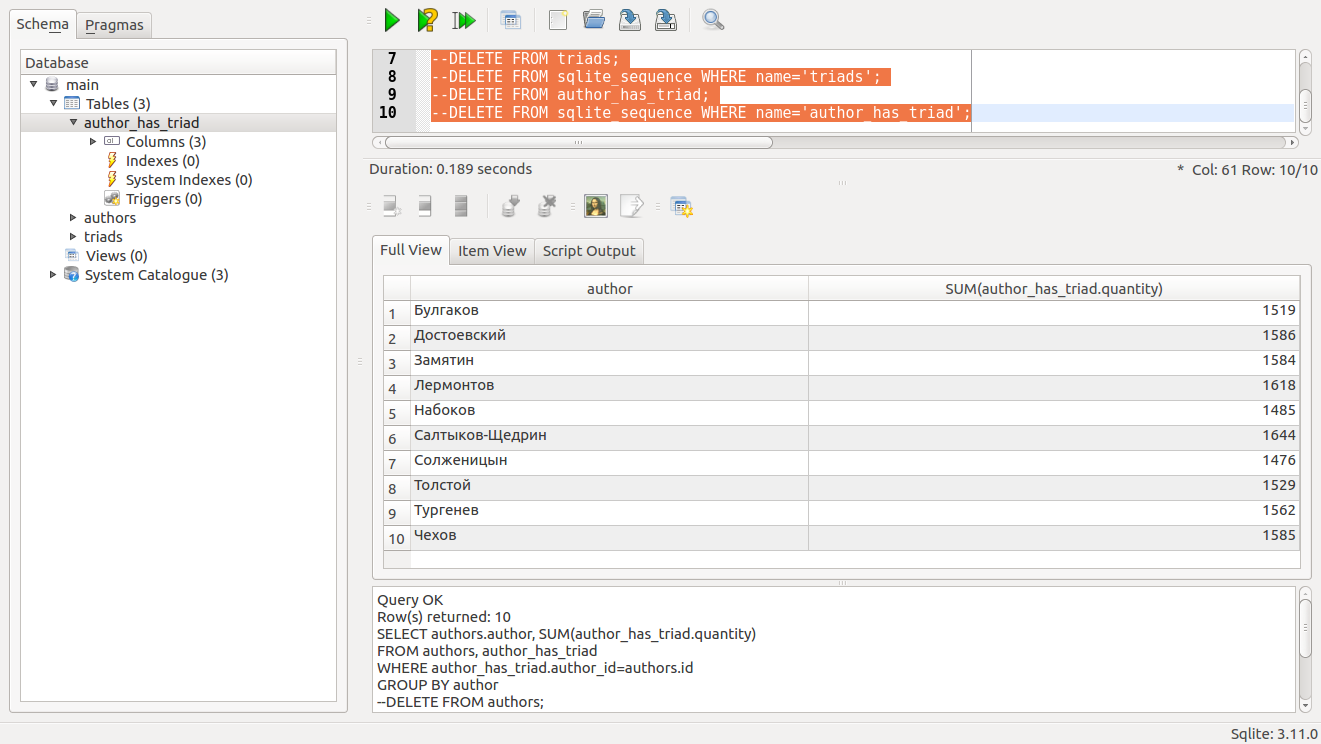 Schema
Pragmas
Database
main
Tables (3)
author_has_triad
Columns (3)
Indexes (0)
System Indexes (0)
Triggers (0)
authors
triads
Views (0)
System Catalogue (3)
7 --DELETE FROM triads;
8 --DELETE FROM sqlite_sequence WHERE name='triads';
9 --DELETE FROM author_has_triad;
10 --DELETE FROM sqlite_sequence WHERE name='author_has_triad';
Duration: 0.189 seconds * Col: 61 Row: 10/10
Full View Item View Script Output
author SUM(author_has_triad.quantity)
1 Булгаков 1519
2 Достоевский 1586
3 Замятин 1584
4 Лермонтов 1618
5 Набоков 1485
6 Салтыков-Щедрин 1644
7 Солженицын 1476
8 Толстой 1529
9 Тургенев 1562
10 Чехов 1585
Query OK
Row(s) returned: 10
SELECT authors.author, SUM(author_has_triad.quantity)
FROM authors, author_has_triad
WHERE author_has_triad.author_id=authors.id
GROUP BY author
--DELETE FROM authors;
Sqlite: 3.11.0